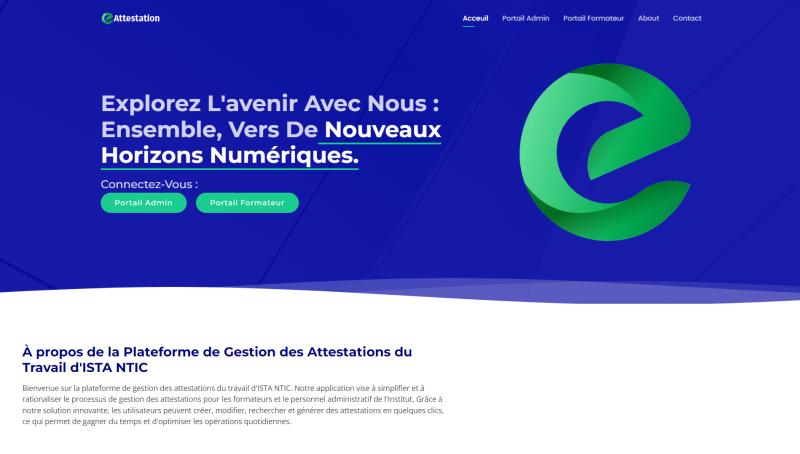 Attestation
Acceuil Portail Admin Portail Formateur About Contact
Explorez L'avenir Avec Nous :
Ensemble, Vers De Nouveaux
Horizons Numériques.
Connectez-Vous :
Portail Admin Portail Formateur
À propos de la Plateforme de Gestion des Attestations du
Travail d'ISTA NTIC
Bienvenue sur la plateforme de gestion des attestations du travail d'ISTA NTIC. Notre application vise à simplifier et à
rationaliser le processus de gestion des attestations pour les formateurs et le personnel administratif de l'Institut. Grâce à
notre solution innovante, les utilisateurs peuvent créer, modifier, rechercher et générer des attestations en quelques clics,
ce qui permet de gagner du temps et d'optimiser les opérations quotidiennes.